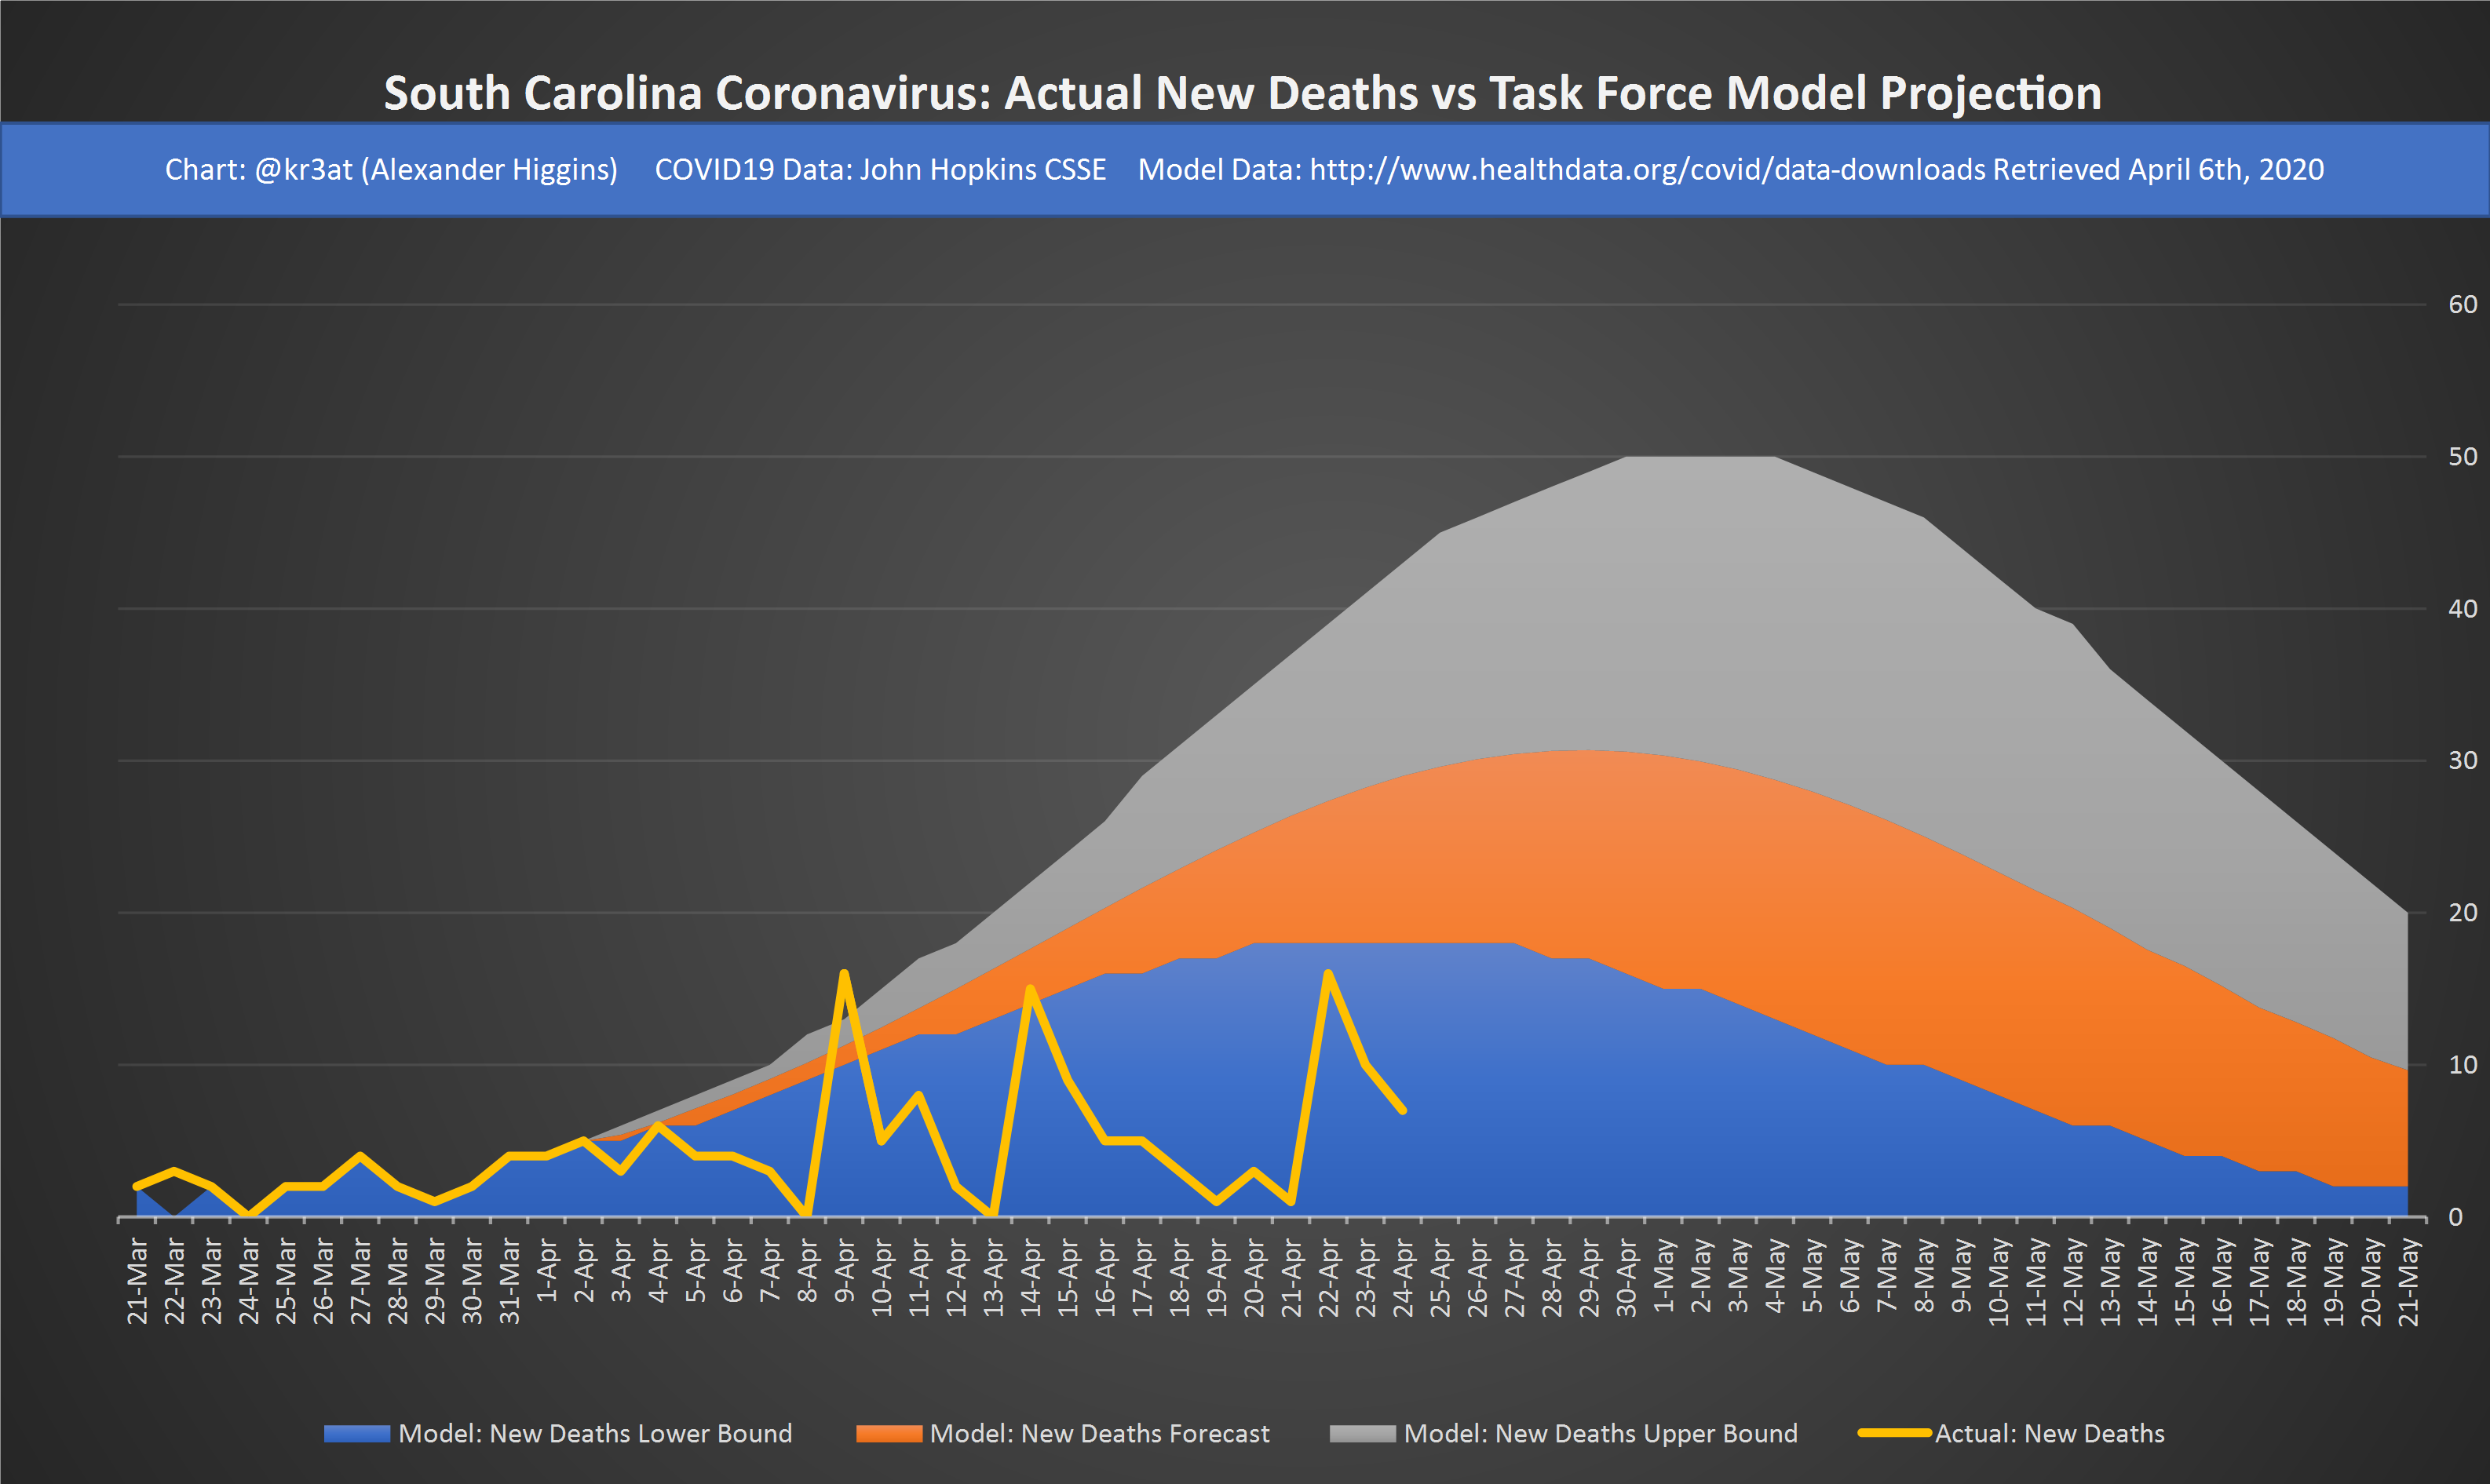 South Carolina Coronavirus: Actual New Deaths vs Task Force Model Projection
Chart: @kr3at (Alexander Higgins) COVID19 Data: John Hopkins CSSE Model Data: http://www.healthdata.org/covid/data-downloads Retrieved April 6th, 2020
60
50
40
30
20
10
0
21-Mar
22-Mar
23-Mar
24-Mar
25-Mar
26-Mar
27-Mar
28-Mar
29-Mar
30-Mar
31-Mar
1-Apr
2-Apr
3-Apr
4-Apr
5-Apr
6-Apr
7-Apr
8-Apr
9-Apr
10-Apr
11-Apr
12-Apr
13-Apr
14-Apr
15-Apr
16-Apr
17-Apr
18-Apr
19-Apr
20-Apr
21-Apr
22-Apr
23-Apr
24-Apr
25-Apr
26-Apr
27-Apr
28-Apr
29-Apr
30-Apr
1-May
2-May
3-May
4-May
5-May
6-May
7-May
8-May
9-May
10-May
11-May
12-May
13-May
14-May
15-May
16-May
17-May
18-May
19-May
20-May
21-May
Model: New Deaths Lower Bound
Model: New Deaths Forecast
Model: New Deaths Upper Bound
Actual: New Deaths